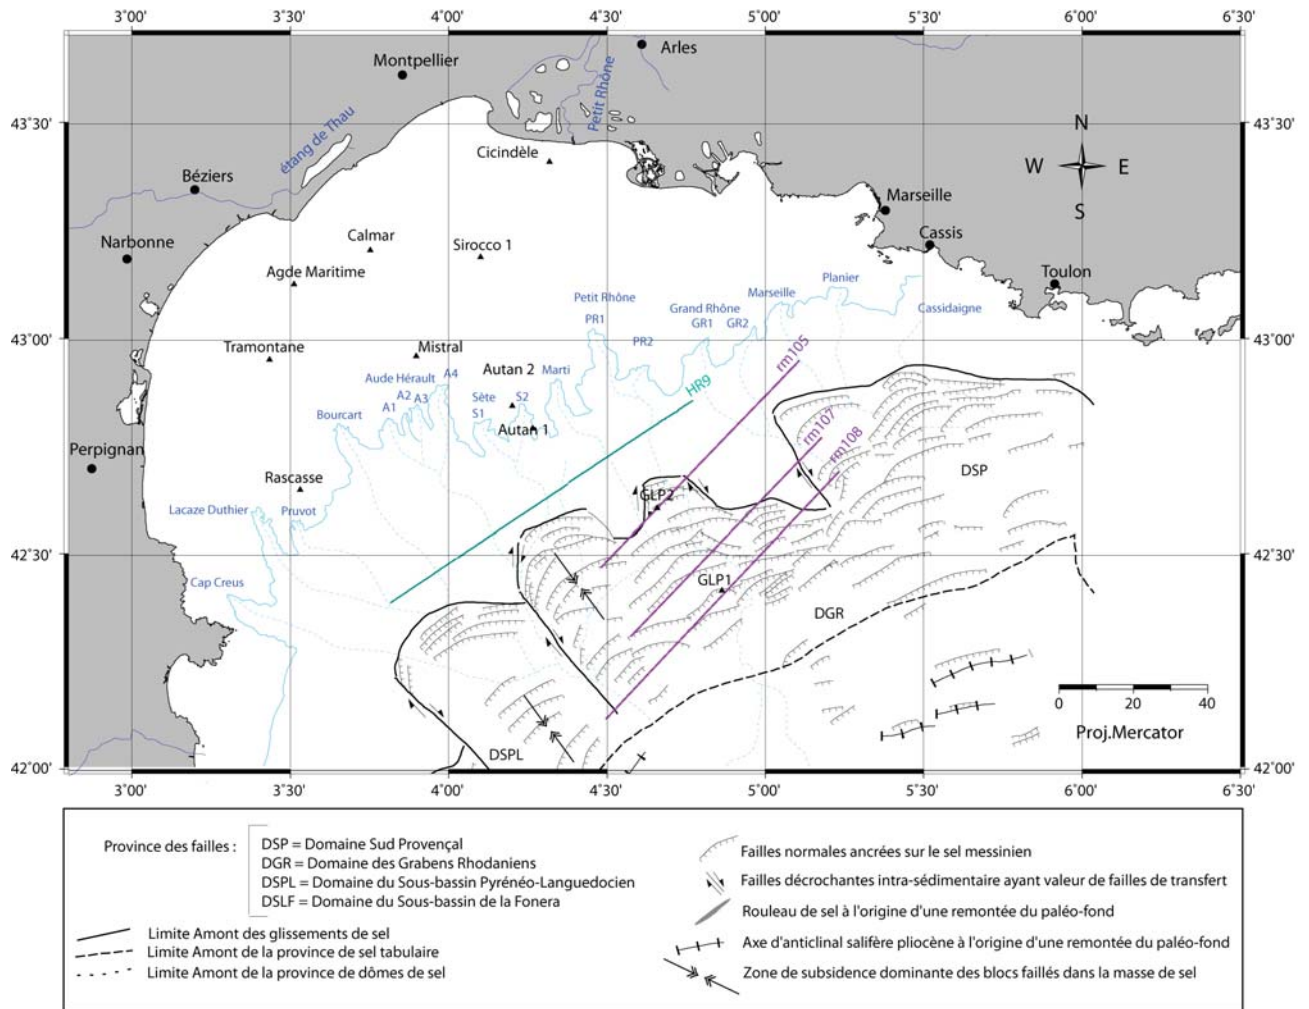 3°00' 3°30' 4°00' 4°30' 5°00' 5°30' 6°00' 6°30'
Arles
Montpellier
Petit Rhône
43°30' 43°30'
étang de Thau
N
Cicindèle
W E
Béziers
S
Marseille
Calmar
Sirocco 1
Cassis
Narbonne
Agde Maritime
Toulon
Planier
Marseille
Petit Rhône
Grand Rhône
Cassidaigne
PR1
GR1 GR2
43°00' 43°00'
PR2
rm105
Tramontane
Mistral
Autan 2
Marti
Aude Hérault A4
HR9
A2
Sète S2
A1 A3
S1
Bourcart
Autan 1
rm107
rm108
Perpignan
DSP
Rascasse
GLP2
Lacaze Duthier
Pruvot
42°30' 42°30'
Cap Creus
GLP1
DGR
0 20 40
Proj.Mercator
DSPL
42°00' 42°00'
3°00' 3°30' 4°00' 4°30' 5°00' 5°30' 6°00' 6°30'
Province des failles :
DSP = Domaine Sud Provençal
DGR = Domaine des Grabens Rhodaniens
DSPL = Domaine du Sous-bassin Pyrénéo-Languedocien
DSLF = Domaine du Sous-bassin de la Fonera
Limite Amont des glissements de sel
Limite Amont de la province de sel tabulaire
Limite Amont de la province de dômes de sel
Failles normales ancrées sur le sel messinien
Failles décrochantes intra-sédimentaire ayant valeur de failles de transfert
Rouleau de sel à l'origine d'une remontée du paléo-fond
Axe d'anticlinal salifère pliocène à l'origine d'une remontée du paléo-fond
Zone de subsidence dominante des blocs faillés dans la masse de sel